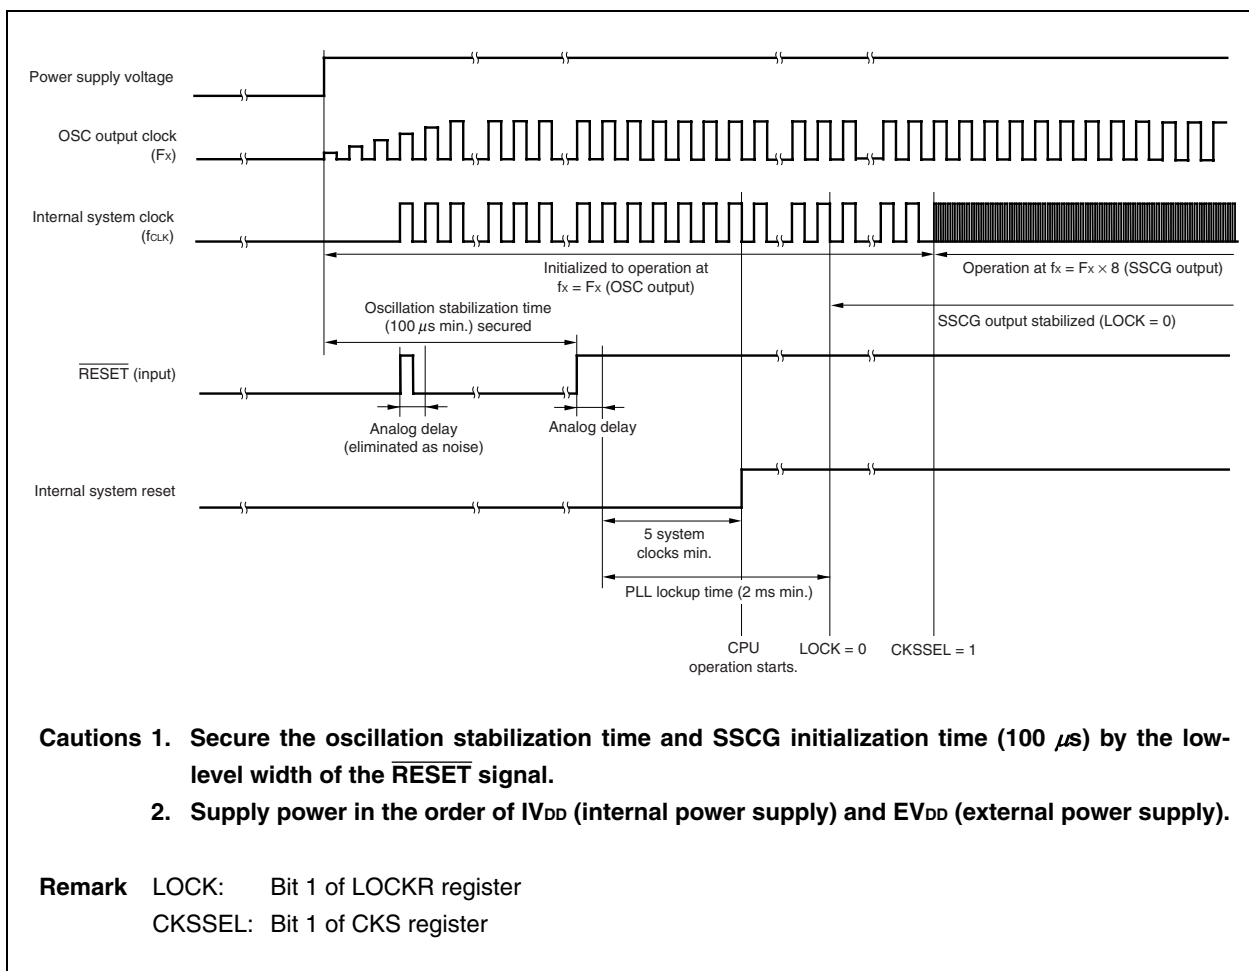 Power supply voltage
OSC output clock
(Fx)
Internal system clock
(fCLK)
Initialized to operation at
fx = Fx (OSC output)
Operation at fx = Fx × 8 (SSCG output)
Oscillation stabilization time
(100 μs min.) secured
SSCG output stabilized (LOCK = 0)
RESET (input)
Analog delay
(eliminated as noise)
Analog delay
Internal system reset
5 system
clocks min.
PLL lockup time (2 ms min.)
CPU
operation starts.
LOCK = 0
CKSSEL = 1
Cautions 1. Secure the oscillation stabilization time and SSCG initialization time (100 μs) by the low-
level width of the RESET signal.
2. Supply power in the order of IVDD (internal power supply) and EVDD (external power supply).
Remark LOCK: Bit 1 of LOCKR register
CKSSEL: Bit 1 of CKS register